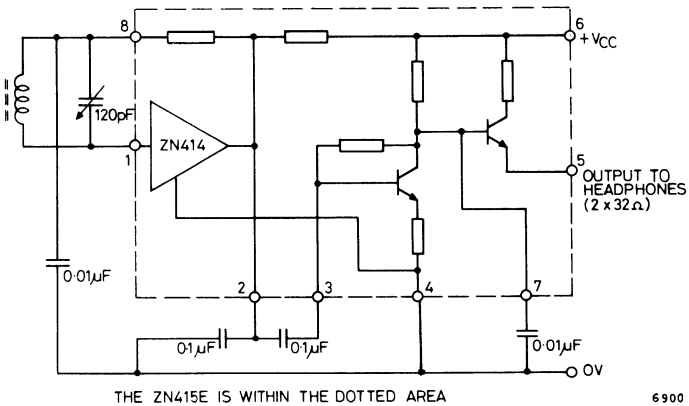 8
6
+VCC
120pF
ZN414
1
5
OUTPUT TO
HEADPHONES
(2 x 32Ω)
0·01µF
2
3
4
7
0·1µF
0·1µF
0·01µF
0V
THE ZN415E IS WITHIN THE DOTTED AREA
6900